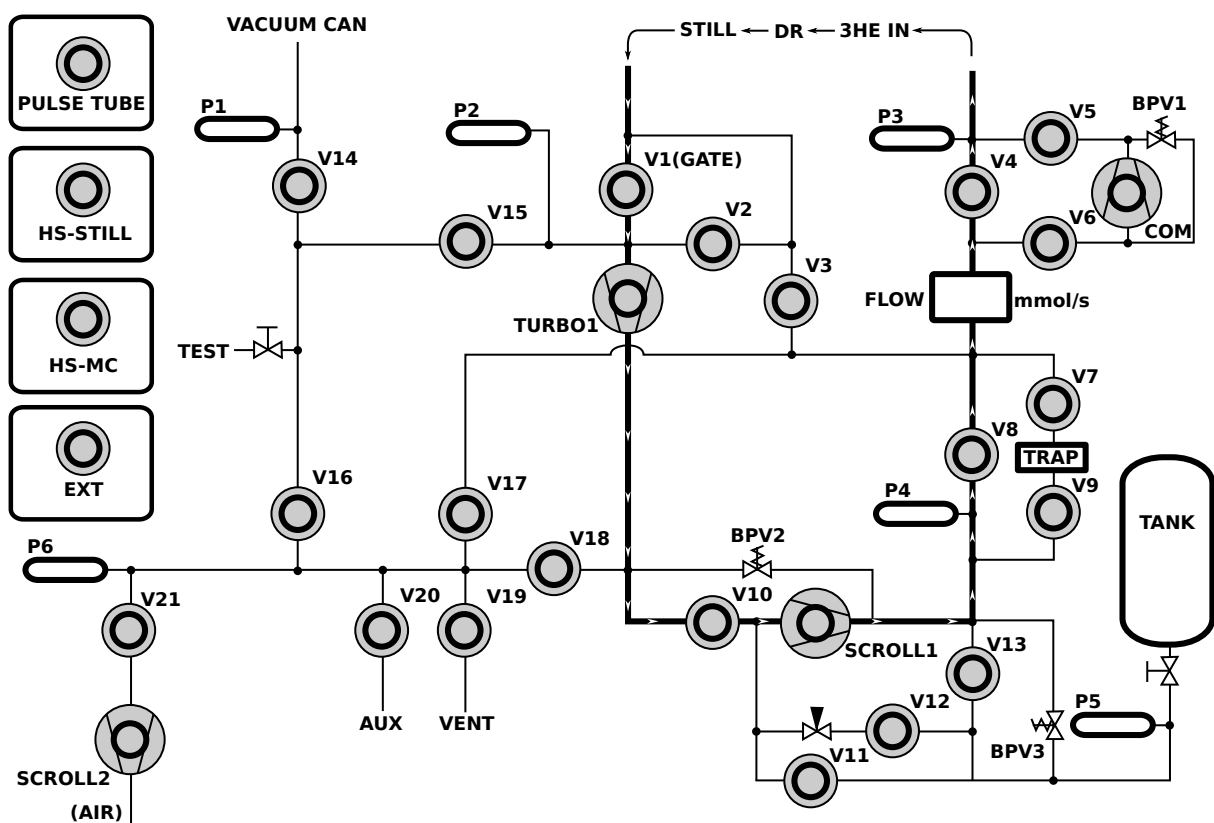 VACUUM CAN
STILL DR 3HE IN
PULSE TUBE
P1
P2
P3
V5
BPV1
V14
V1(GATE)
V4
HS-STILL
V15
V2
V6
COM
V3
FLOW
mmol/s
TURBO1
TEST
HS-MC
V7
V8
TRAP
EXT
V16
V17
P4
V9
TANK
P6
V18
BPV2
V21
V20
V19
V10
SCROLL1
V13
AUX
VENT
V12
P5
BPV3
V11
SCROLL2
(AIR)